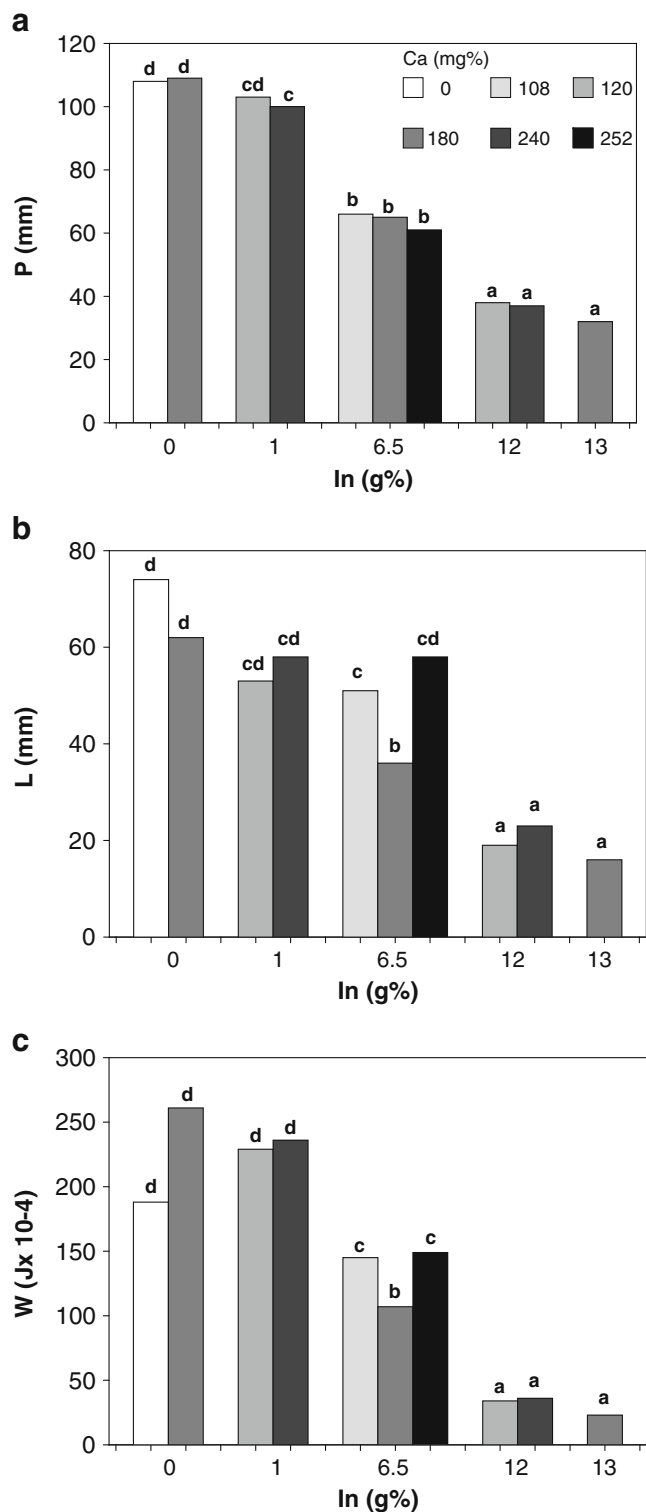 a
120
100
80
60
40
20
0
P (mm)
d d cd c b b b a a a
Ca (mg%)
0 108 120
180 240 252
0 1 6.5 12 13
In (g%)
b
80
60
40
20
0
L (mm)
d d cd cd c b cd a a a
0 1 6.5 12 13
In (g%)
c
300
250
200
150
100
50
0
W (Jx 10-4)
d d d d c b c a a a
0 1 6.5 12 13
In (g%)